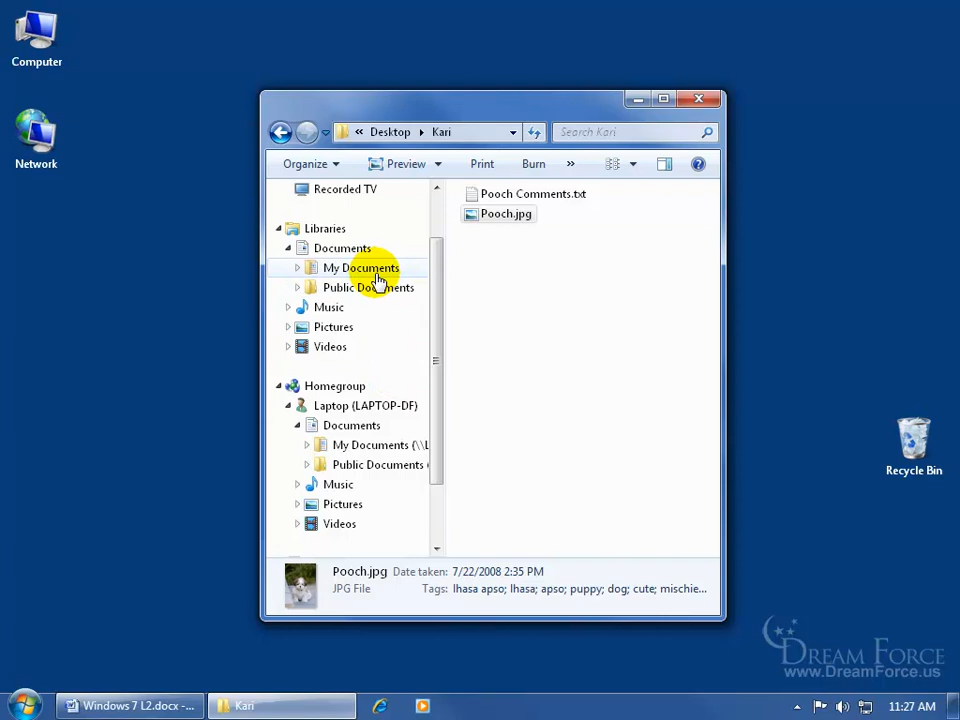 Computer
Network
Desktop
Kari
Search Kari
Organize
Preview
Print
Burn
»
Recorded TV
Libraries
Documents
My Documents
Public Documents
Music
Pictures
Videos
Homegroup
Laptop (LAPTOP-DF)
Documents
My Documents (\\L
Public Documents (
Music
Pictures
Videos
Pooch Comments.txt
Pooch.jpg
Pooch.jpg Date taken: 7/22/2008 2:35 PM
JPG File Tags: lhasa apso; lhasa; apso; puppy; dog; cute; mischie...
Recycle Bin
DREAM FORCE
www.DreamForce.us
Windows 7 L2.docx -...
Kari
11:27 AM